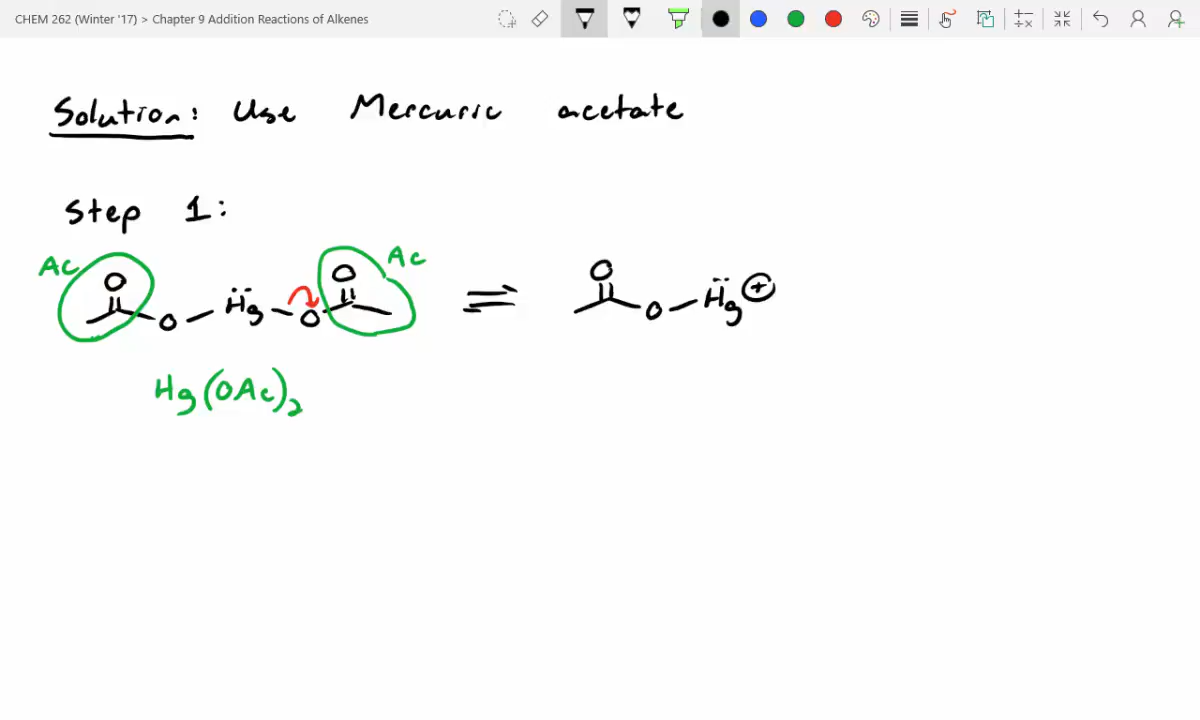 CHEM 262 (Winter '17) > Chapter 9 Addition Reactions of Alkenes
Solution: Use Mercuric acetate
Step 1:
Ac O O Hg O O Ac ⇌ O O Hg ⊕
Hg(OAc)₂